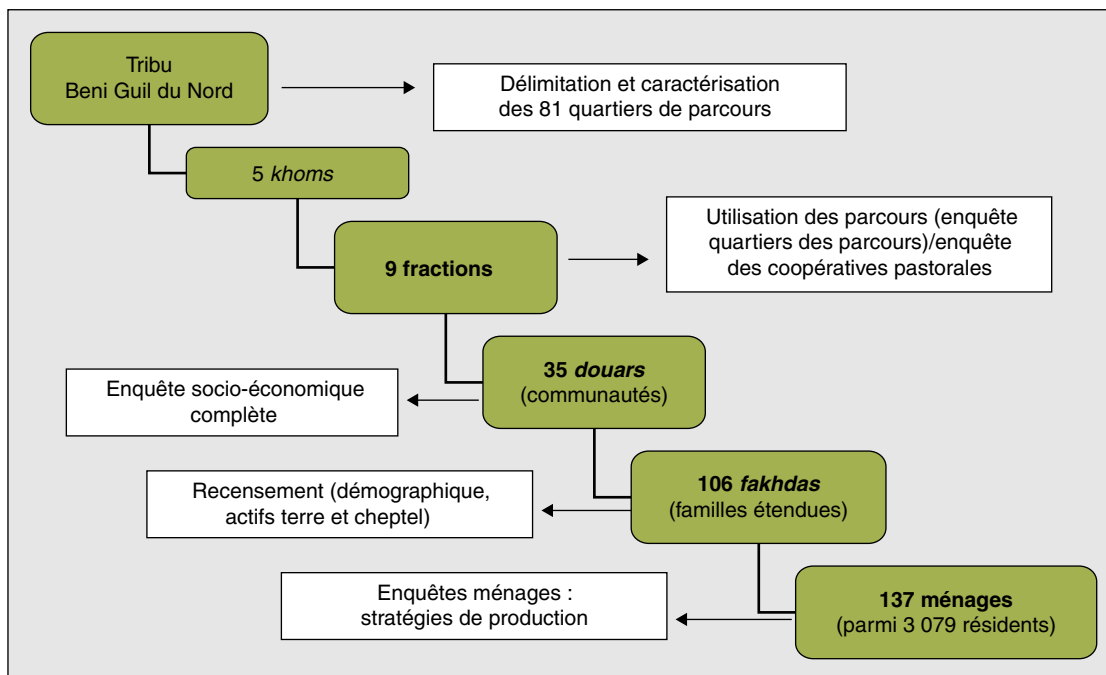 Tribu
Beni Guil du Nord
Délimitation et caractérisation
des 81 quartiers de parcours
5 khoms
Utilisation des parcours (enquête
quartiers des parcours)/enquête
des coopératives pastorales
9 fractions
35 douars
(communautés)
Enquête socio-économique
complète
106 fakhdas
(familles étendues)
Recensement (démographique,
actifs terre et cheptel)
Enquêtes ménages :
stratégies de production
137 ménages
(parmi 3 079 résidents)